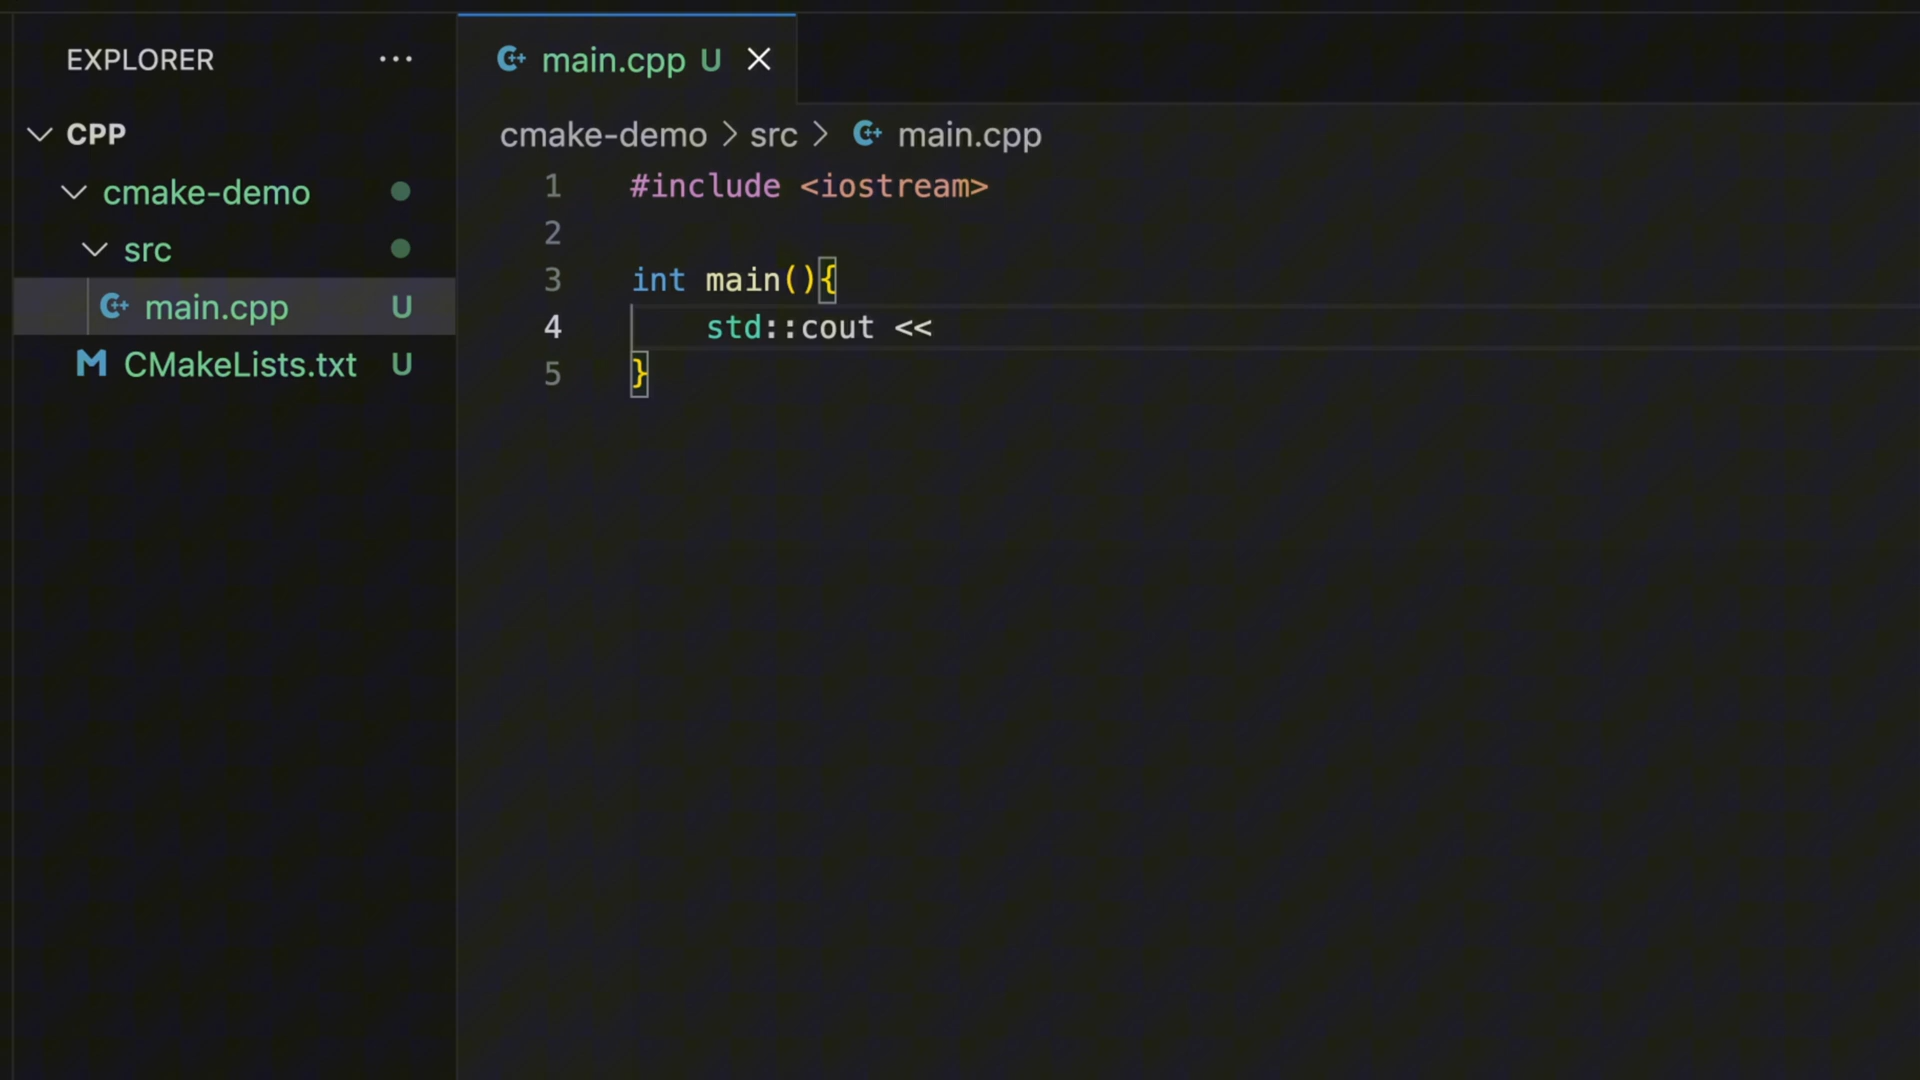 EXPLORER ···
CPP
cmake-demo
src
main.cpp U
CMakeLists.txt U
main.cpp U
cmake-demo > src > main.cpp
1 #include <iostream>
2
3 int main(){
4     std::cout <<
5 }